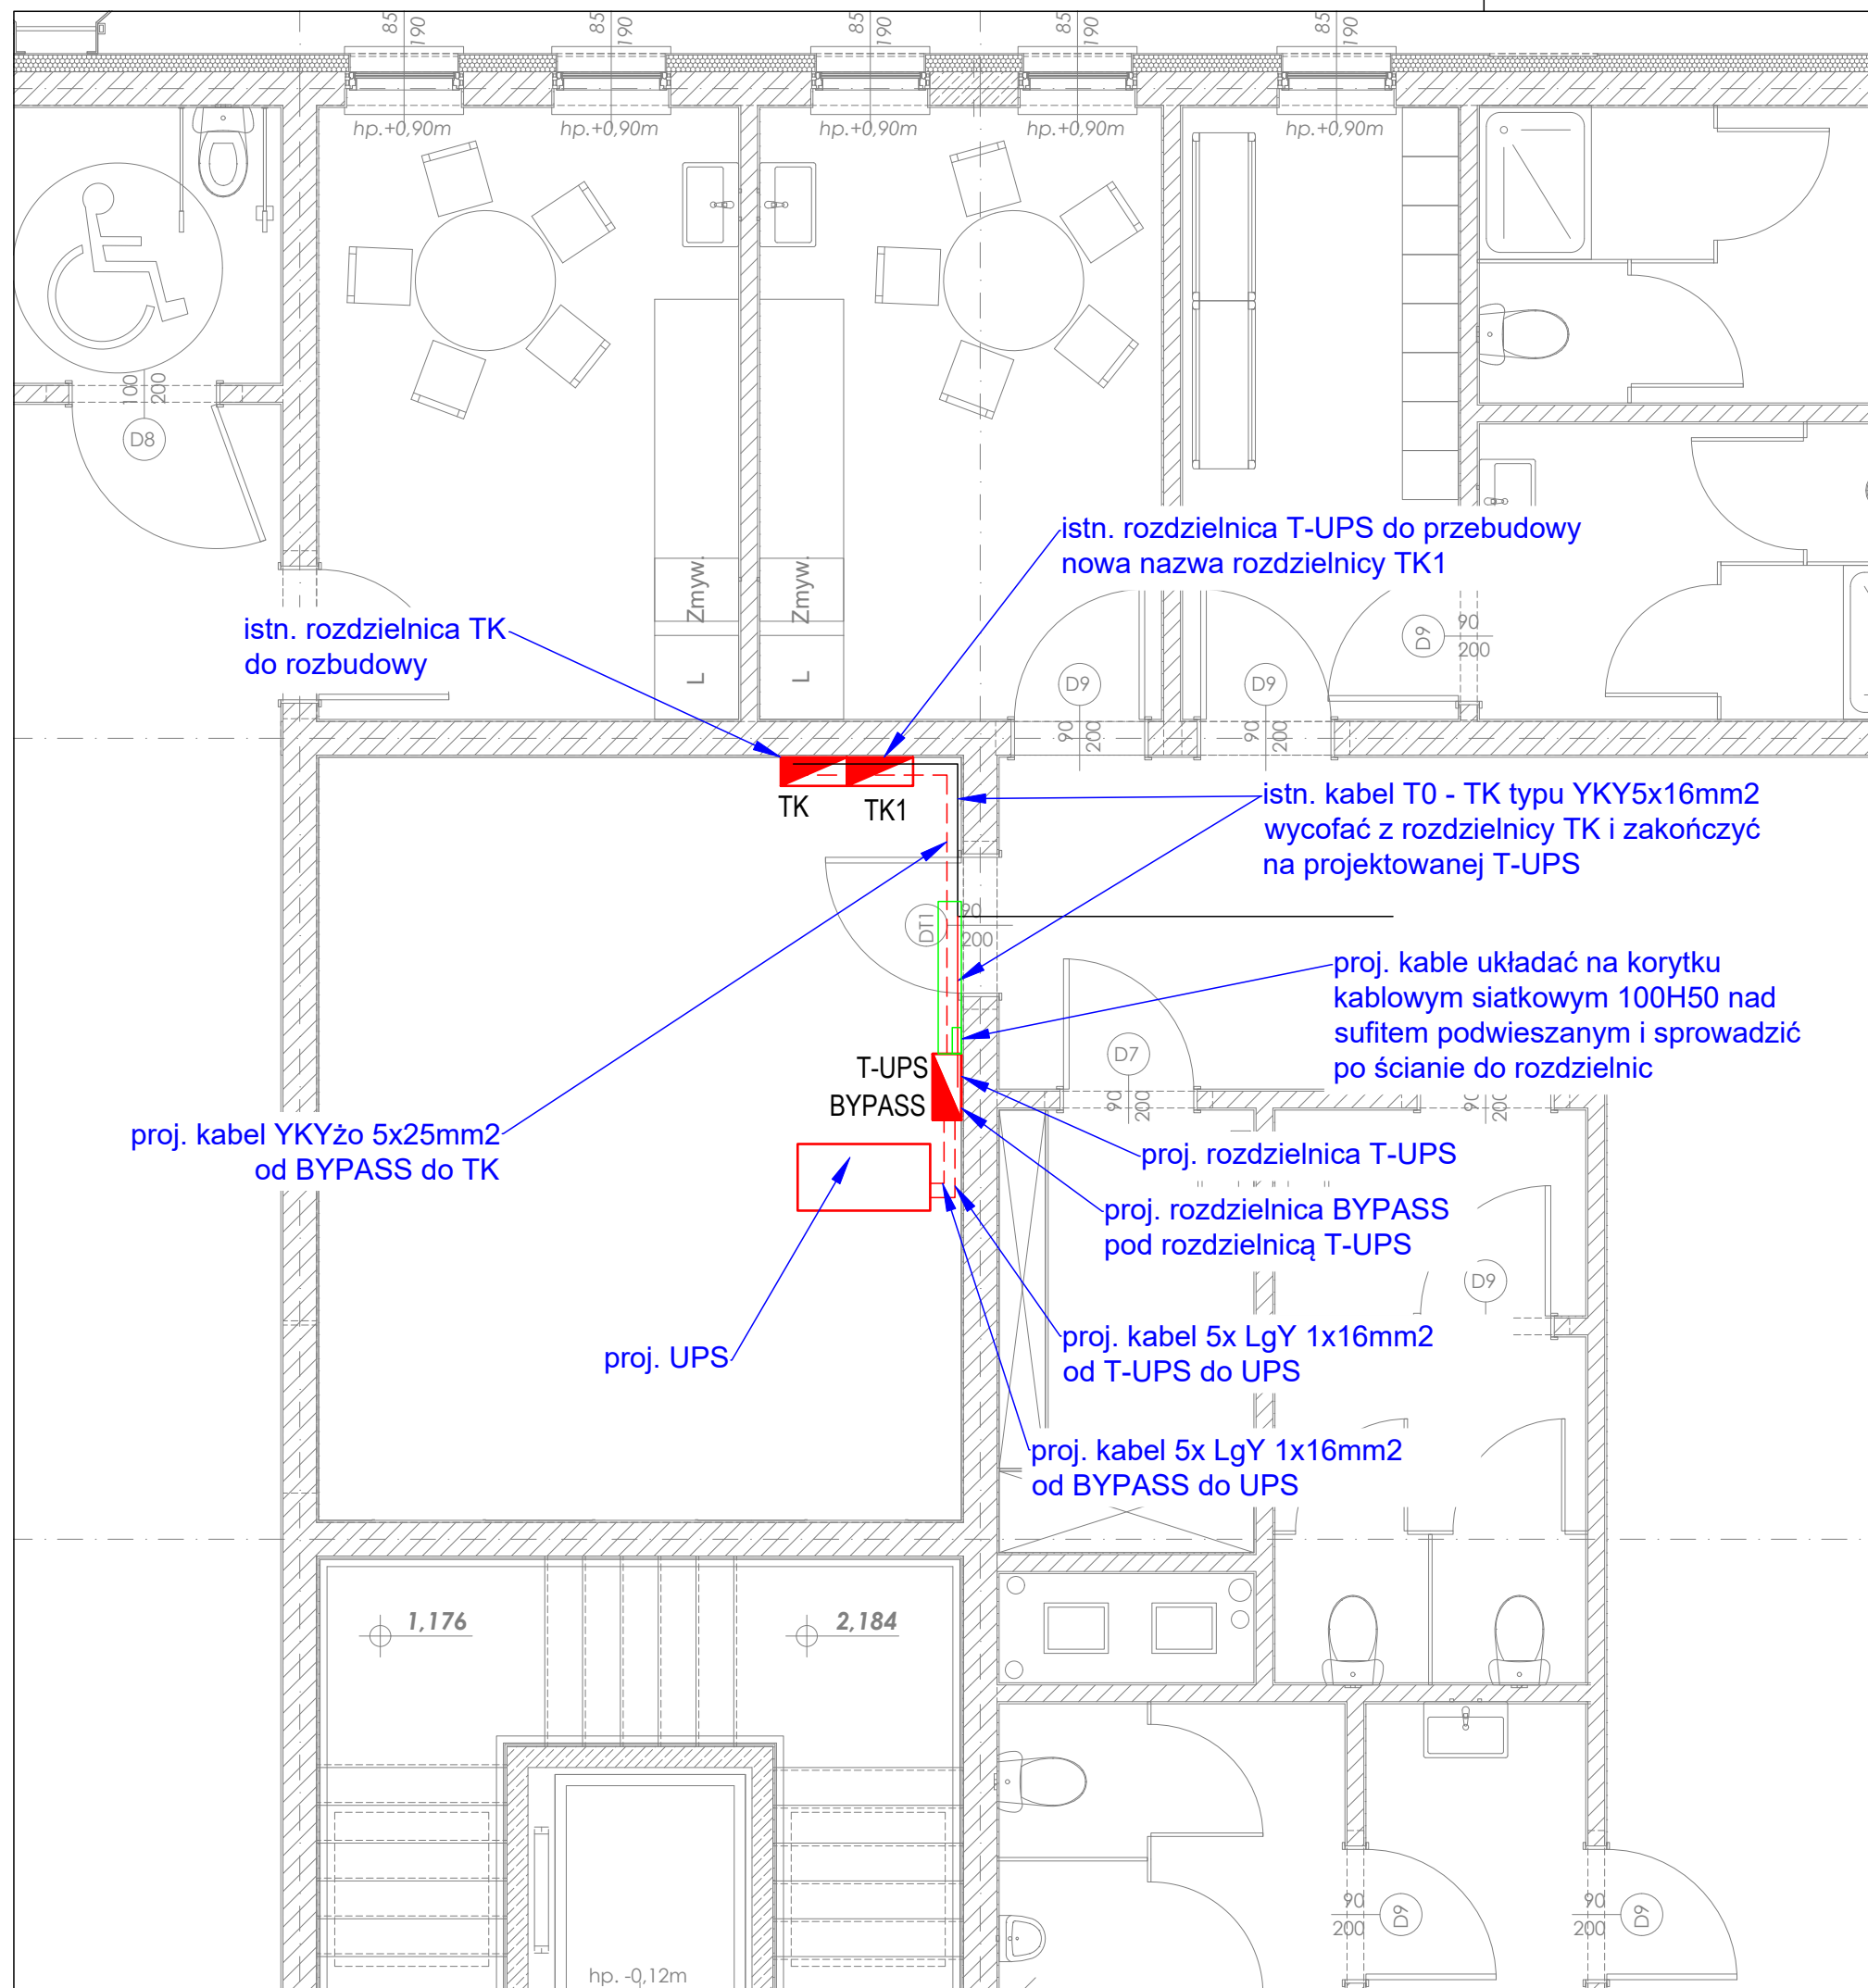 85
190
85
190
85
190
85
190
85
190
hp.+0,90m
hp.+0,90m
hp.+0,90m
hp.+0,90m
hp.+0,90m
100
200
D8
istn. rozdzielnica T-UPS do przebudowy
nowa nazwa rozdzielnicy TK1
Zmyw.
Zmyw.
istn. rozdzielnica TK
do rozbudowy
L
L
D9
90
200
D9
90
200
D9
90
200
TK
TK1
istn. kabel T0 - TK typu YKY5x16mm2
wycofać z rozdzielnicy TK i zakończyć
na projektowanej T-UPS
DT1
90
200
proj. kable układać na korytku
kablowym siatkowym 100H50 nad
sufitem podwieszanym i sprowadzić
po ścianie do rozdzielnic
T-UPS
BYPASS
D7
90
200
proj. kabel YKYżo 5x25mm2
od BYPASS do TK
proj. rozdzielnica T-UPS
proj. rozdzielnica BYPASS
pod rozdzielnicą T-UPS
D9
proj. UPS
proj. kabel 5x LgY 1x16mm2
od T-UPS do UPS
proj. kabel 5x LgY 1x16mm2
od BYPASS do UPS
1,176
2,184
90
200
D9
90
200
D9
hp. -0,12m